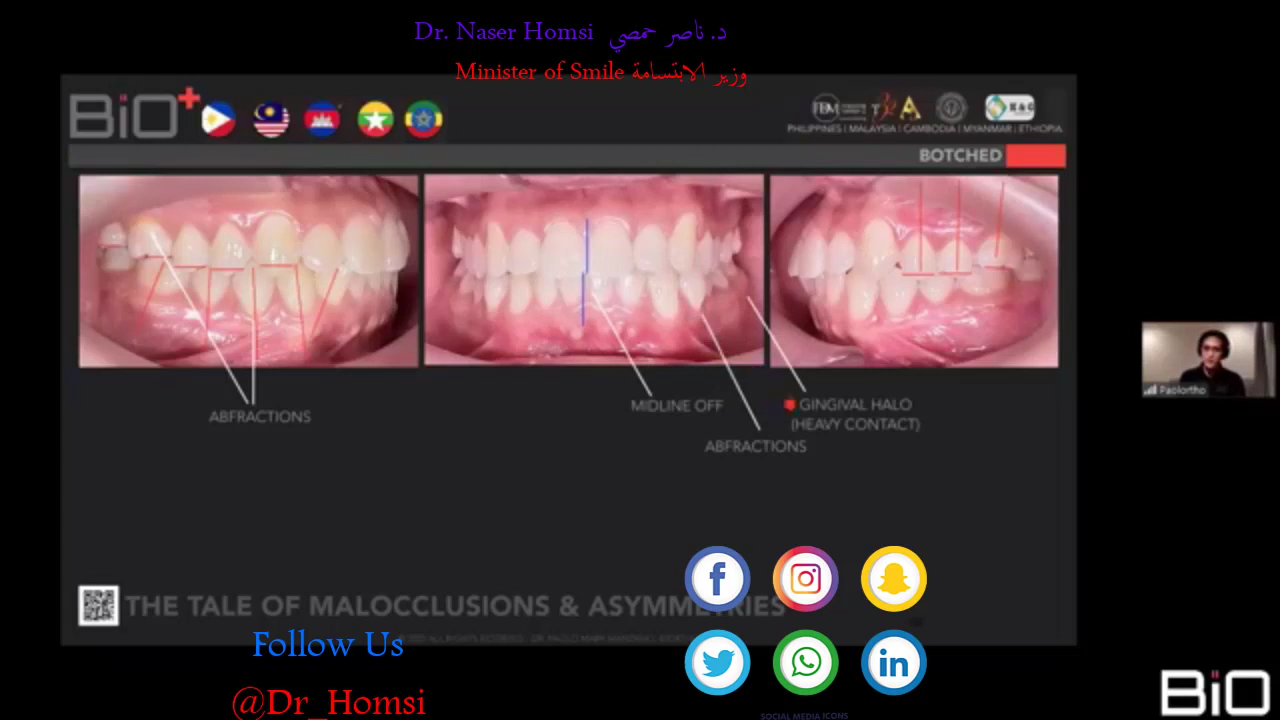 Dr. Naser Homsi د. ناصر حمصي
Minister of Smile وزير الابتسامة
BiO+
PHILIPPINES | MALAYSIA | CAMBODIA | MYANMAR | ETHIOPIA
BOTCHED
ABFRACTIONS
MIDLINE OFF
GINGIVAL HALO
(HEAVY CONTACT)
ABFRACTIONS
Paolortho
THE TALE OF MALOCCLUSIONS & ASYMMETRIES
Follow Us
@Dr_Homsi
SOCIAL MEDIA ICONS
BiO